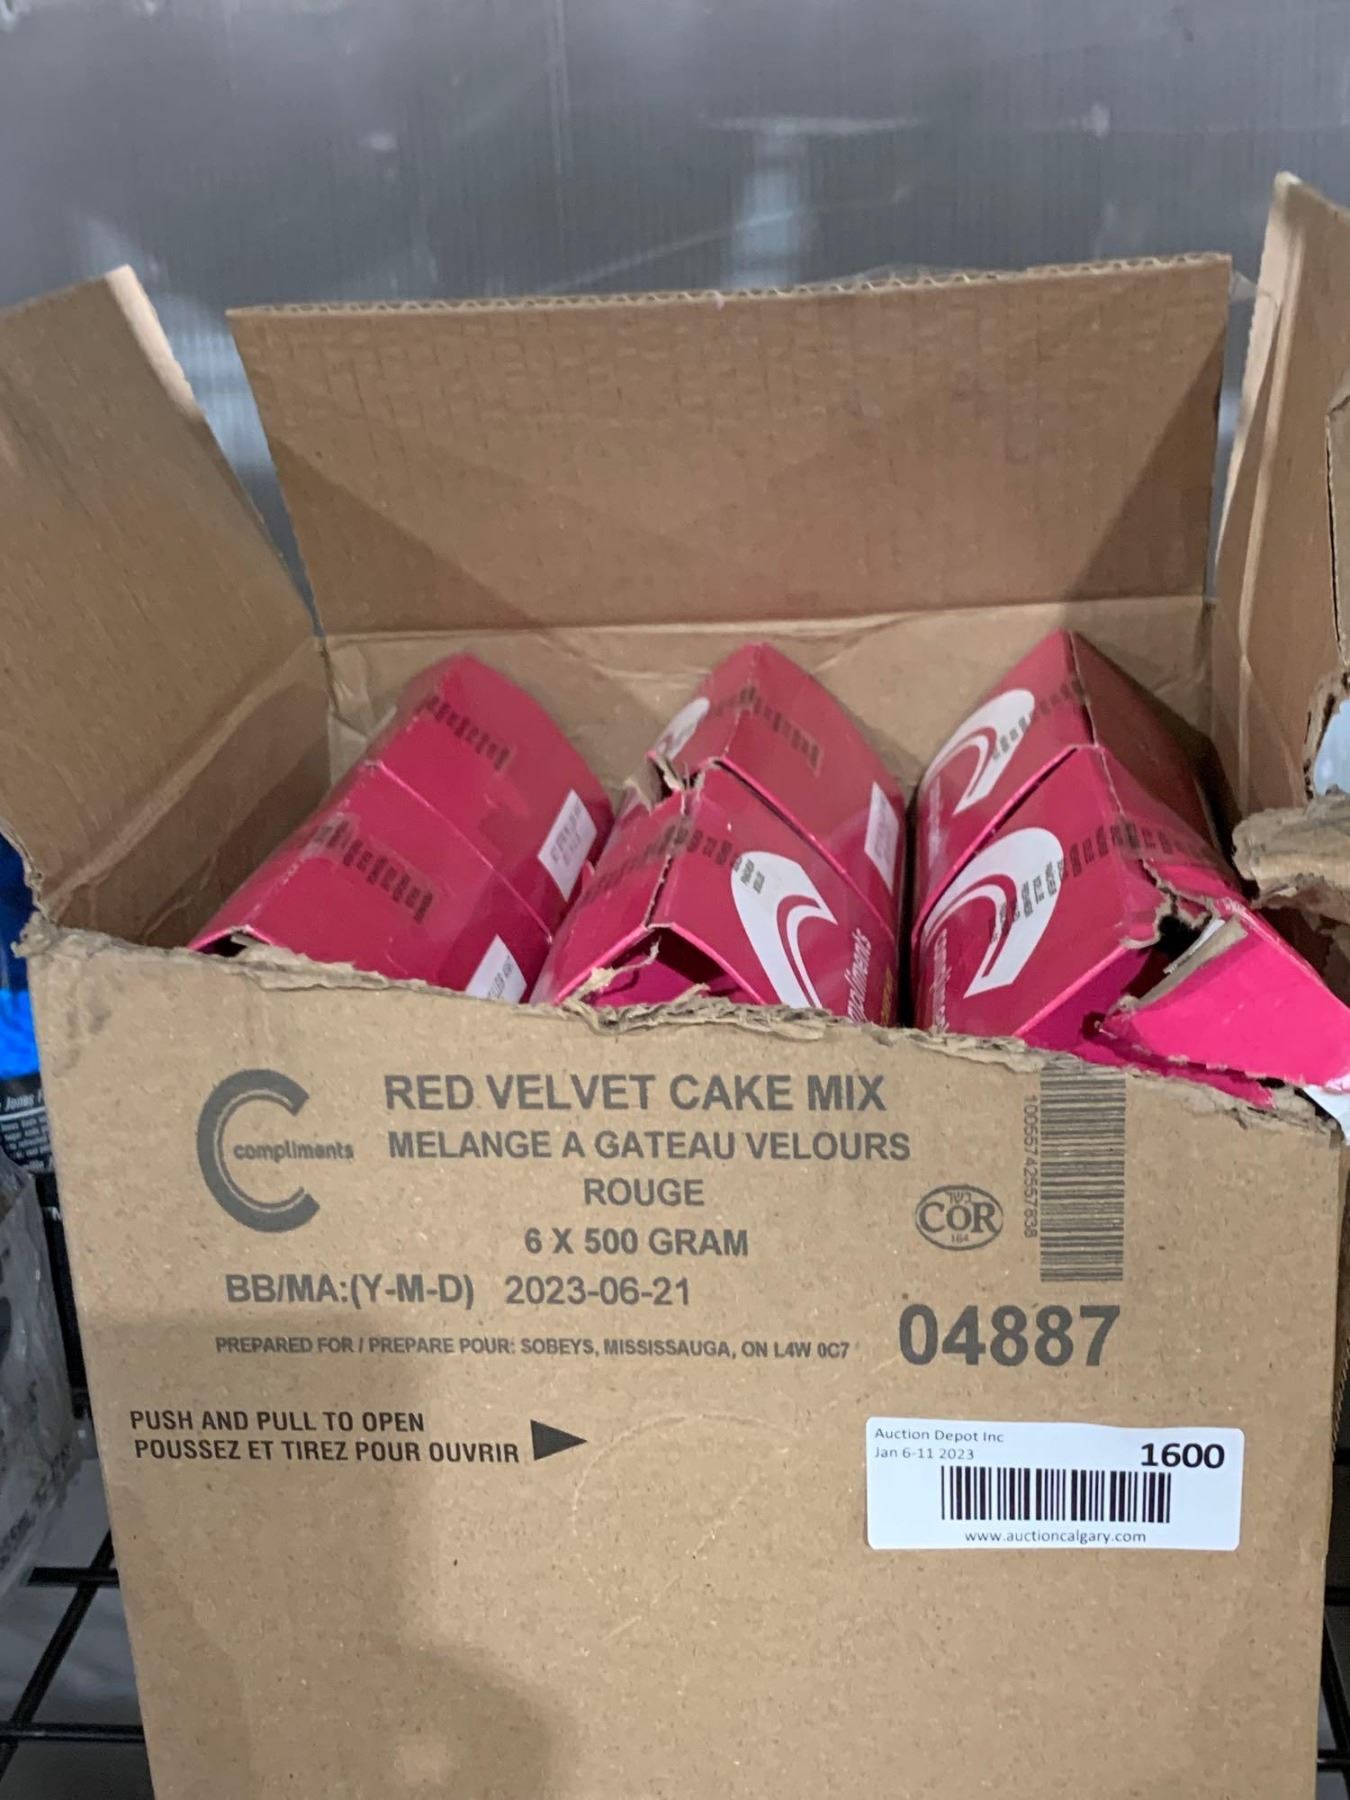 compliments
RED VELVET CAKE MIX
MELANGE A GATEAU VELOURS
ROUGE
6 X 500 GRAM
BB/MA:(Y-M-D) 2023-06-21
PREPARED FOR / PREPARE POUR: SOBEYS, MISSISSAUGA, ON L4W 0C7
COR
164
10055742557838
04887
PUSH AND PULL TO OPEN
POUSSEZ ET TIREZ POUR OUVRIR
Auction Depot Inc
Jan 6-11 2023
1600
www.auctioncalgary.com